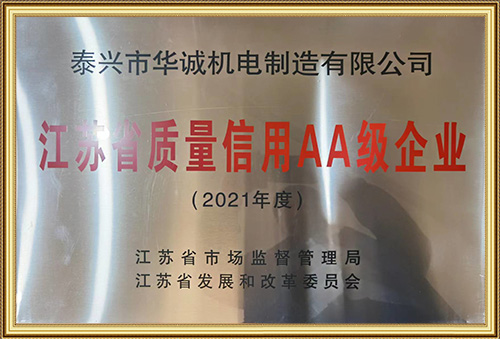 泰兴市华诚机电制造有限公司
江苏省质量信用AA级企业
（2021年度）
江苏省市场监督管理局
江苏省发展和改革委员会